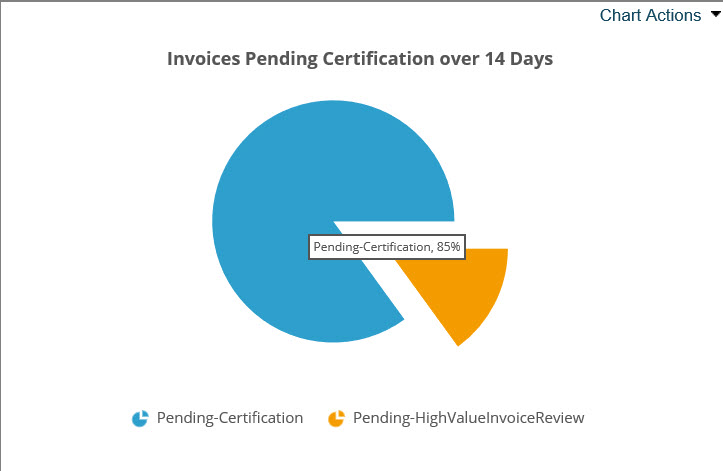 Chart Actions
Invoices Pending Certification over 14 Days
Pending-Certification, 85%
Pending-Certification
Pending-HighValueInvoiceReview